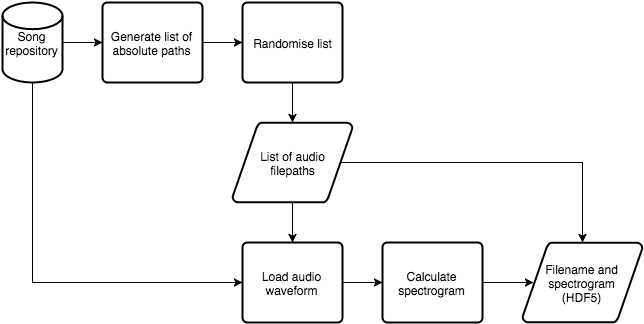 Song
repository
Generate list of
absolute paths
Randomise list
List of audio
filepaths
Load audio
waveform
Calculate
spectrogram
Filename and
spectrogram
(HDF5)